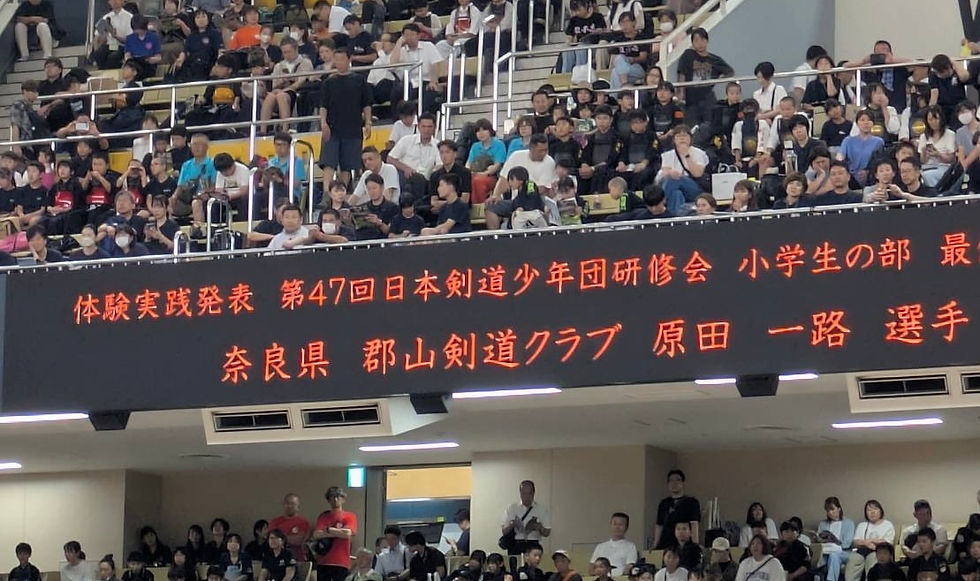 体験実践発表 第47回日本剣道少年団研修会 小学生の部 最
奈良県 郡山剣道クラブ 原田 一路 選手